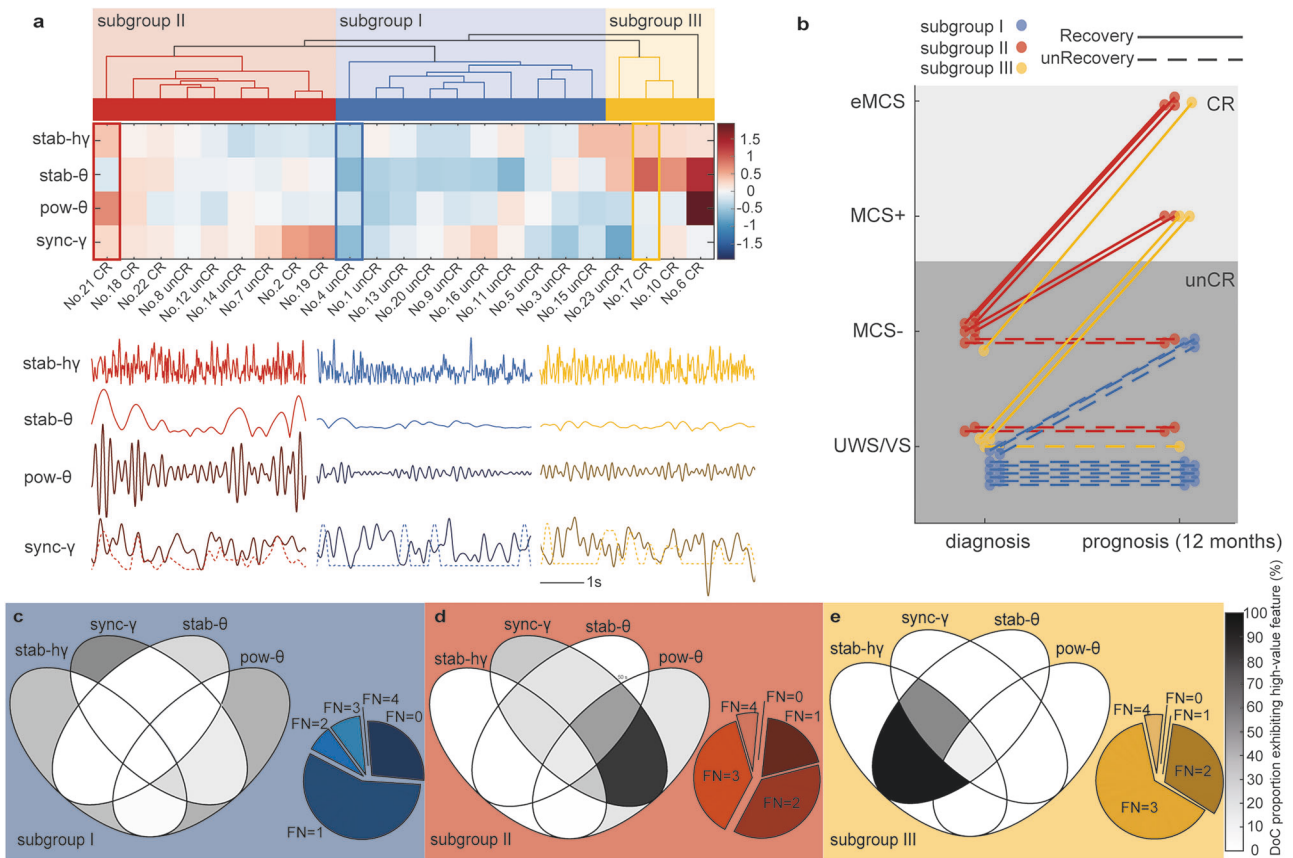 a
subgroup II
subgroup I
subgroup III
stab-hγ
stab-θ
pow-θ
sync-γ
1.5
1
0.5
0
-0.5
-1
-1.5
No.21 CR
No.18 CR
No.22 CR
No.8 unCR
No.12 unCR
No.14 unCR
No.7 unCR
No.2 CR
No.19 CR
No.4 unCR
No.1 unCR
No.13 unCR
No.20 unCR
No.9 unCR
No.16 unCR
No.11 unCR
No.5 unCR
No.3 unCR
No.15 unCR
No.23 unCR
No.17 CR
No.10 CR
No.6 CR
stab-hγ
stab-θ
pow-θ
sync-γ
1s
b
subgroup I
subgroup II
subgroup III
Recovery
unRecovery
eMCS
MCS+
MCS-
UWS/VS
CR
unCR
diagnosis
prognosis (12 months)
c
stab-hγ
sync-γ
stab-θ
pow-θ
FN=0
FN=1
FN=2
FN=3
FN=4
subgroup I
d
stab-hγ
sync-γ
stab-θ
pow-θ
FN=0
FN=1
FN=2
FN=3
FN=4
subgroup II
e
stab-hγ
sync-γ
stab-θ
pow-θ
FN=0
FN=1
FN=2
FN=3
FN=4
subgroup III
100
90
80
70
60
50
40
30
20
10
0
DoC proportion exhibiting high-value feature (%)